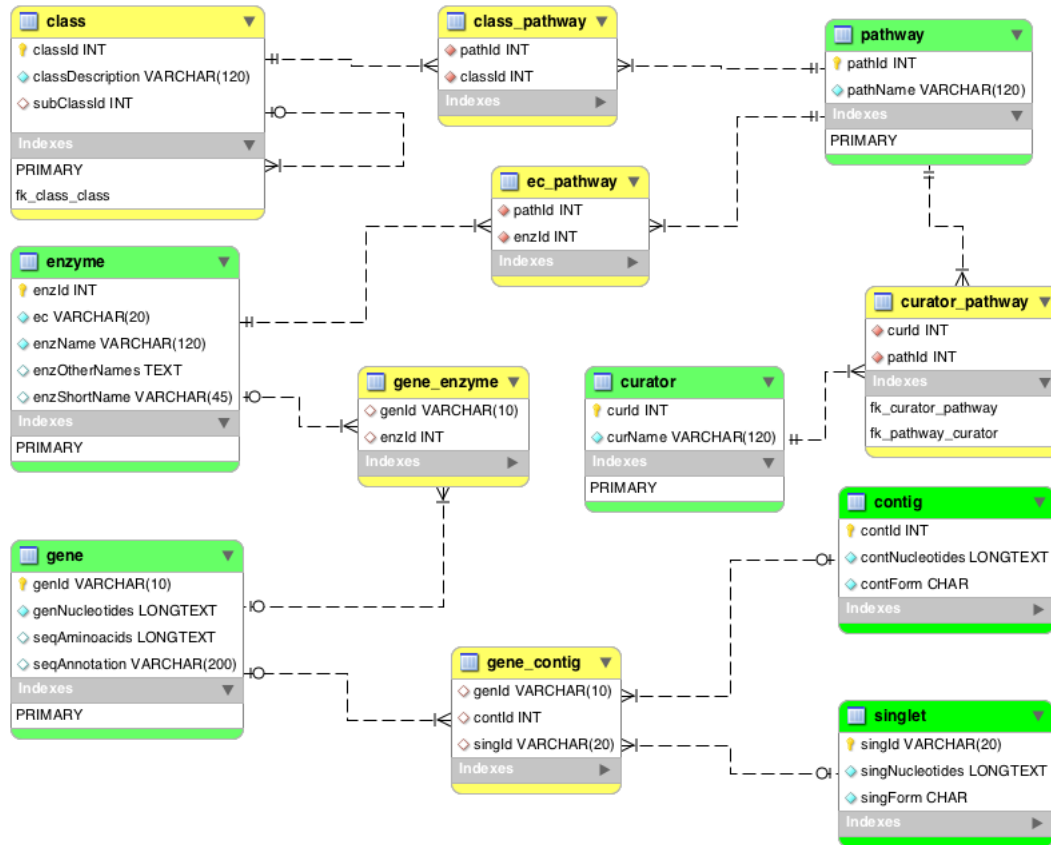 class
classId INT
classDescription VARCHAR(120)
subClassId INT
Indexes
PRIMARY
fk_class_class
class_pathway
pathId INT
classId INT
Indexes
pathway
pathId INT
pathName VARCHAR(120)
Indexes
PRIMARY
ec_pathway
pathId INT
enzId INT
Indexes
enzyme
enzId INT
ec VARCHAR(20)
enzName VARCHAR(120)
enzOtherNames TEXT
enzShortName VARCHAR(45)
Indexes
PRIMARY
curator_pathway
curId INT
pathId INT
Indexes
fk_curator_pathway
fk_pathway_curator
gene_enzyme
genId VARCHAR(10)
enzId INT
Indexes
curator
curId INT
curName VARCHAR(120)
Indexes
PRIMARY
contig
contId INT
contNucleotides LONGTEXT
contForm CHAR
Indexes
gene
genId VARCHAR(10)
genNucleotides LONGTEXT
seqAminoacids LONGTEXT
seqAnnotation VARCHAR(200)
Indexes
PRIMARY
gene_contig
genId VARCHAR(10)
contId INT
singId VARCHAR(20)
Indexes
singlet
singId VARCHAR(20)
singNucleotides LONGTEXT
singForm CHAR
Indexes